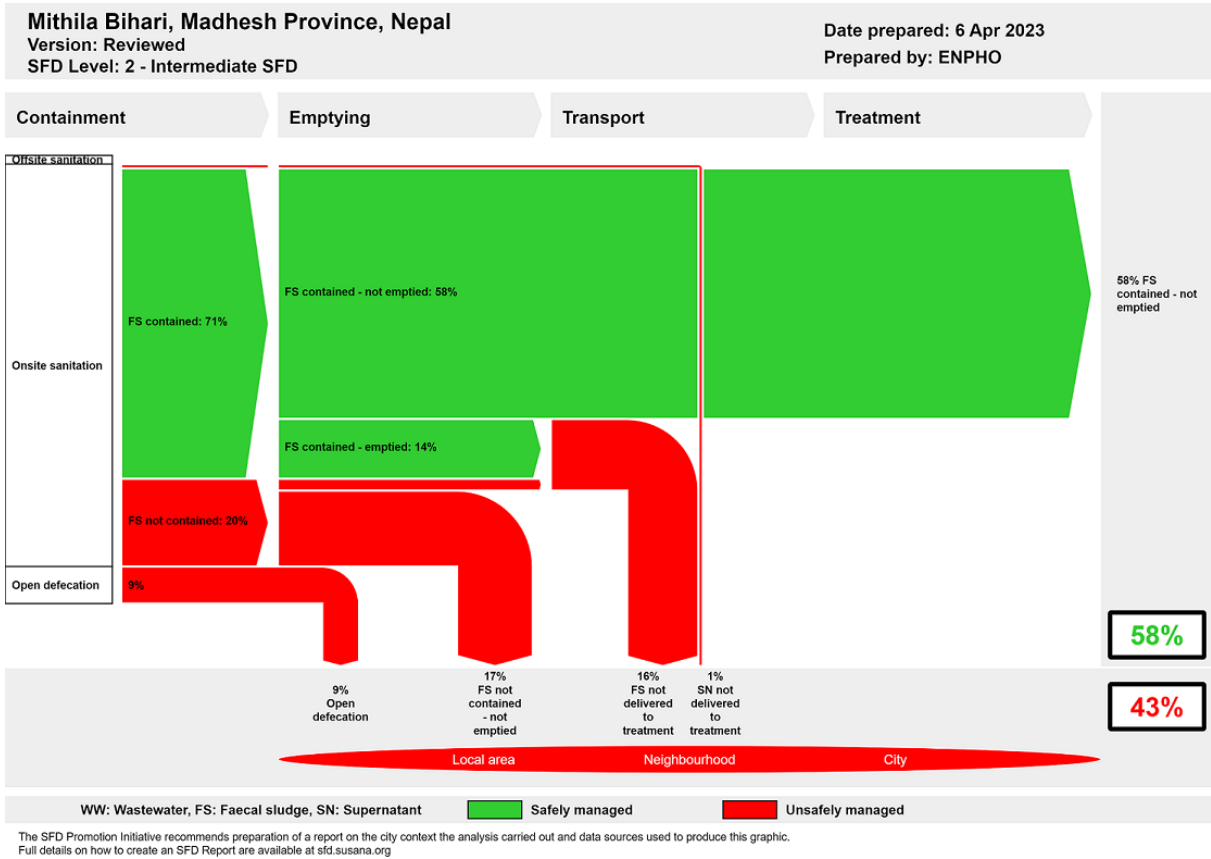 Mithila Bihari, Madhesh Province, Nepal
Version: Reviewed
SFD Level: 2 - Intermediate SFD
Date prepared: 6 Apr 2023
Prepared by: ENPHO
Containment
Emptying
Transport
Treatment
Offsite sanitation
Onsite sanitation
Open defecation
FS contained: 71%
FS not contained: 20%
9%
FS contained - not emptied: 58%
FS contained - emptied: 14%
58% FS
contained - not
emptied
58%
43%
9%
Open
defecation
17%
FS not
contained
- not
emptied
16%
FS not
delivered
to
treatment
1%
SN not
delivered
to
treatment
Local area
Neighbourhood
City
WW: Wastewater, FS: Faecal sludge, SN: Supernatant
Safely managed
Unsafely managed
The SFD Promotion Initiative recommends preparation of a report on the city context the analysis carried out and data sources used to produce this graphic.
Full details on how to create an SFD Report are available at sfd.susana.org